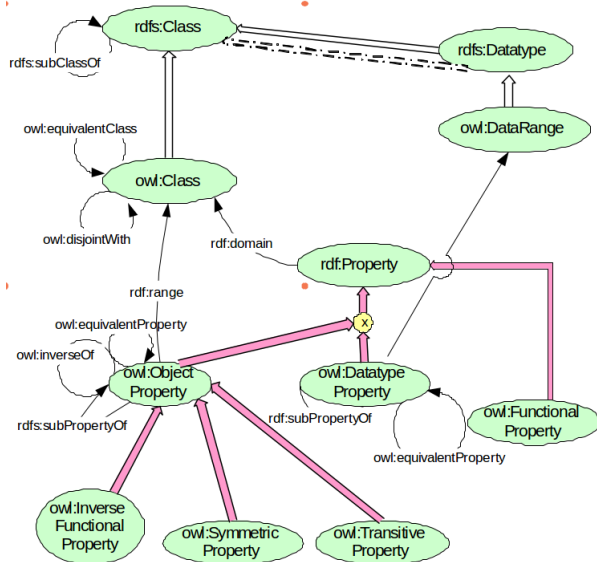 rdfs:Class
rdfs:Datatype
rdfs:subClassOf
owl:DataRange
owl:equivalentClass
owl:Class
owl:disjointWith
rdf:domain
rdf:Property
rdf:range
owl:equivalentProperty
x
owl:inverseOf
owl:Object
Property
owl:Datatype
Property
rdfs:subPropertyOf
rdf:subPropertyOf
owl:Functional
Property
owl:equivalentProperty
owl:Inverse
Functional
Property
owl:Symmetric
Property
owl:Transitive
Property